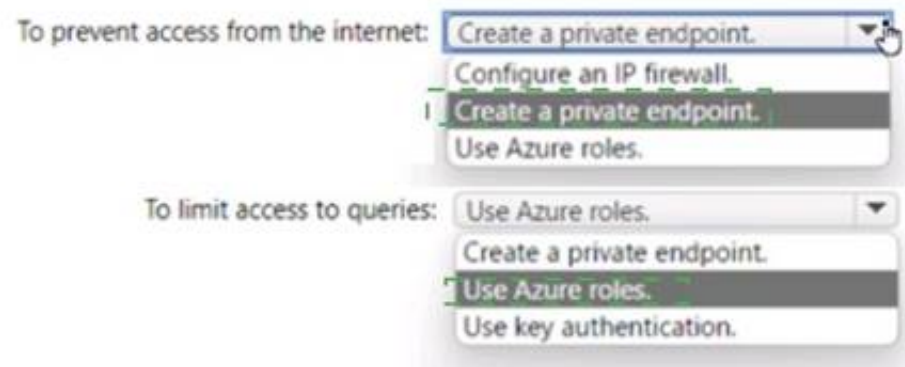 To prevent access from the internet: Create a private endpoint.
Configure an IP firewall.
Create a private endpoint.
Use Azure roles.
To limit access to queries: Use Azure roles.
Create a private endpoint.
Use Azure roles.
Use key authentication.